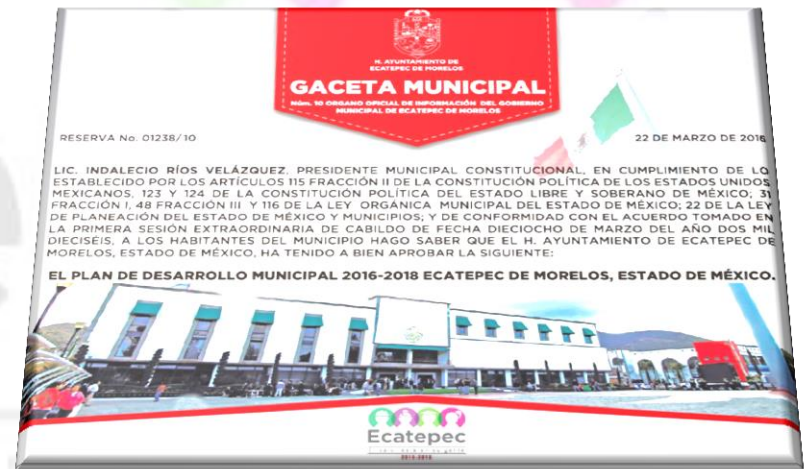 H. AYUNTAMIENTO DE
ECATEPEC DE MORELOS
GACETA MUNICIPAL
Núm. 10 ORGANO OFICIAL DE INFORMACIÓN DEL GOBIERNO
MUNICIPAL DE ECATEPEC DE MORELOS
RESERVA No. 01238/10
22 DE MARZO DE 2016
LIC. INDALECIO RÍOS VELÁZQUEZ, PRESIDENTE MUNICIPAL CONSTITUCIONAL, EN CUMPLIMIENTO DE LO
ESTABLECIDO POR LOS ARTÍCULOS 115 FRACCIÓN II DE LA CONSTITUCIÓN POLÍTICA DE LOS ESTADOS UNIDOS
MEXICANOS, 123 Y 124 DE LA CONSTITUCIÓN POLÍTICA DEL ESTADO LIBRE Y SOBERANO DE MÉXICO; 31
FRACCIÓN I, 48 FRACCIÓN III Y 116 DE LA LEY ORGÁNICA MUNICIPAL DEL ESTADO DE MÉXICO; 22 DE LA LEY
DE PLANEACIÓN DEL ESTADO DE MÉXICO Y MUNICIPIOS; Y DE CONFORMIDAD CON EL ACUERDO TOMADO EN
LA PRIMERA SESIÓN EXTRAORDINARIA DE CABILDO DE FECHA DIECIOCHO DE MARZO DEL AÑO DOS MIL
DIECISÉIS, A LOS HABITANTES DEL MUNICIPIO HAGO SABER QUE EL H. AYUNTAMIENTO DE ECATEPEC DE
MORELOS, ESTADO DE MÉXICO, HA TENIDO A BIEN APROBAR LA SIGUIENTE:
EL PLAN DE DESARROLLO MUNICIPAL 2016-2018 ECATEPEC DE MORELOS, ESTADO DE MÉXICO.
Ecatepec
2016-2018